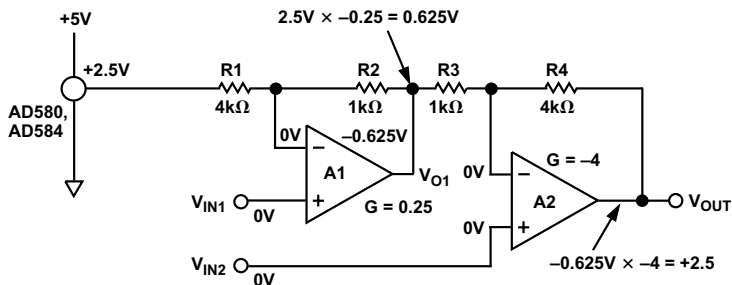 2.5V × –0.25 = 0.625V
+5V
+2.5V
R1
R2
R3
R4
4kΩ
1kΩ
1kΩ
4kΩ
AD580,
AD584
0V
–0.625V
A1
VO1
G = 0.25
VIN1
0V
0V
G = –4
A2
0V
VOUT
VIN2
0V
–0.625V × –4 = +2.5